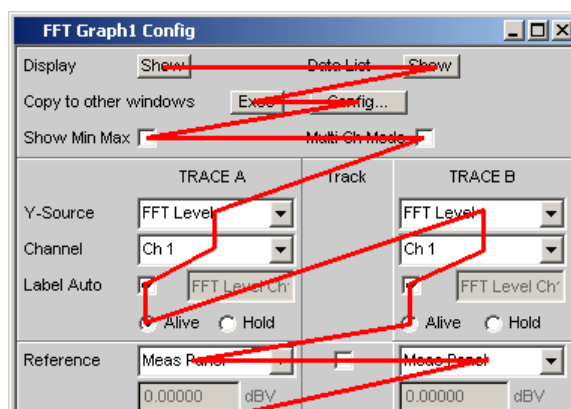 FFT Graph1 Config
Display Show Data List Show
Copy to other windows Exec Config...
Show Min Max Multi Ch Mode
TRACE A Track TRACE B
Y-Source FFT Level FFT Level
Channel Ch 1 Ch 1
Label Auto FFT Level Ch1 FFT Level Ch1
Alive Hold Alive Hold
Reference Meas Panel Meas Panel
0.00000 dBV 0.00000 dBV